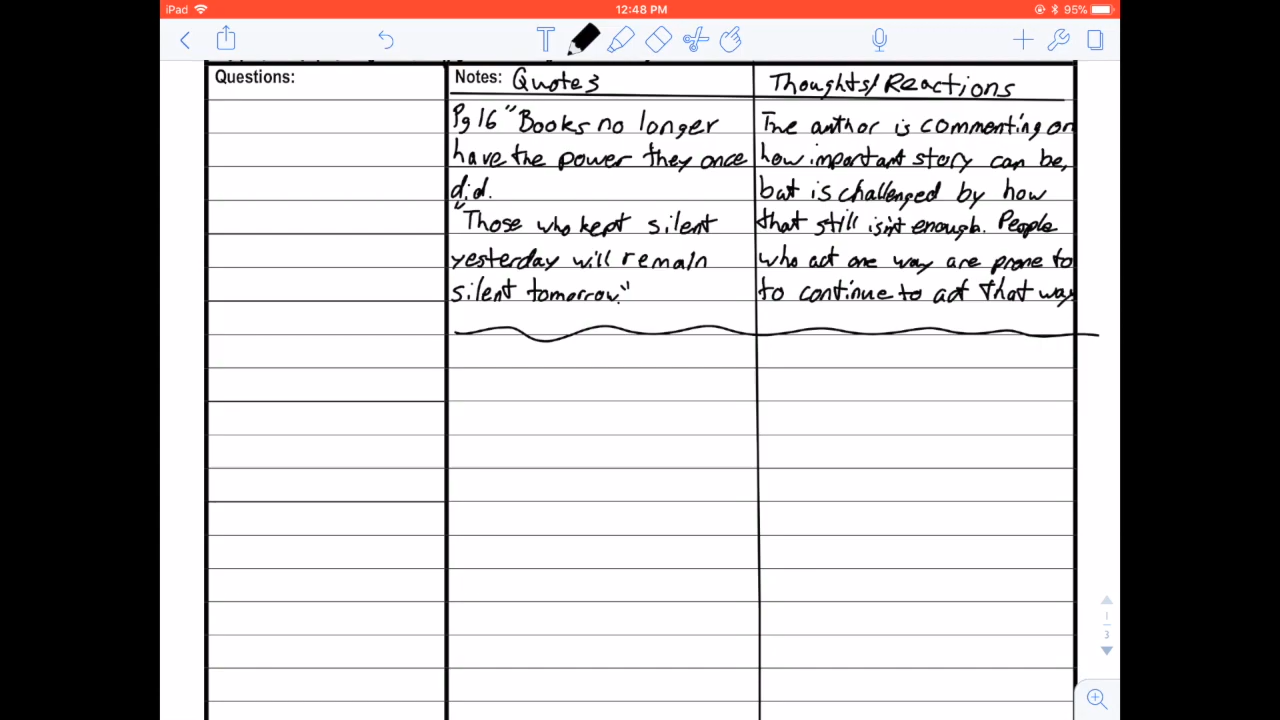 iPad 12:48 PM 95%
T
Questions:
Notes: Quotes
Pg 16 "Books no longer
have the power they once
did.
"Those who kept silent
yesterday will remain
silent tomorrow."
Thoughts/Reactions
The author is commenting on
how important story can be,
but is challenged by how
that still isn't enough. People
who act one way are prone to
to continue to act that way
1
3